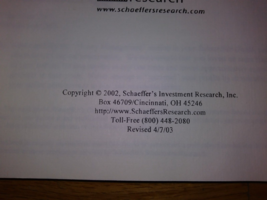 research
www.schaeffersresearch.com
Copyright © 2002, Schaeffer's Investment Research, Inc.
Box 46709/Cincinnati, OH 45246
http://www.SchaeffersResearch.com
Toll-Free (800) 448-2080
Revised 4/7/03